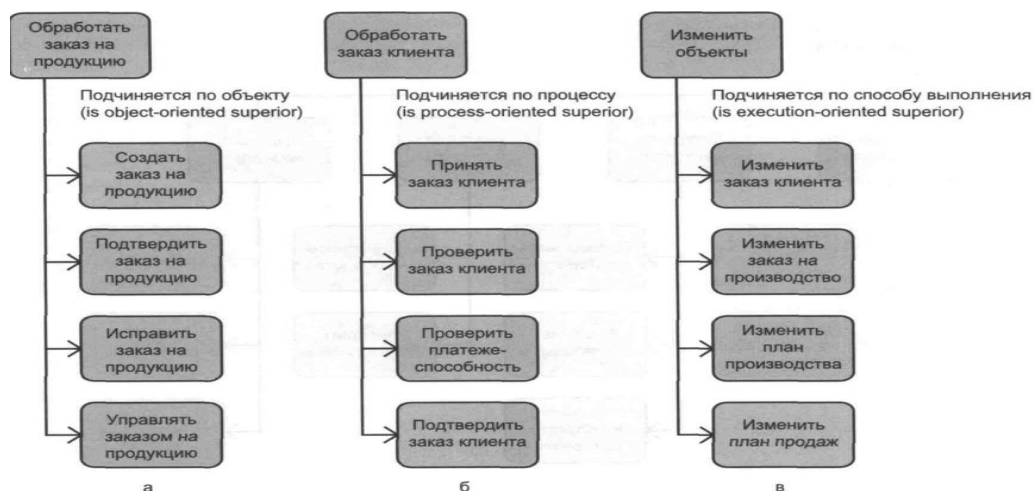 Обработать
заказ на
продукцию
Подчиняется по объекту
(is object-oriented superior)
Создать
заказ на
продукцию
Подтвердить
заказ на
продукцию
Исправить
заказ на
продукцию
Управлять
заказом на
продукцию
а
Обработать
заказ клиента
Подчиняется по процессу
(is process-oriented superior)
Принять
заказ клиента
Проверить
заказ клиента
Проверить
платеже-
способность
Подтвердить
заказ клиента
б
Изменить
объекты
Подчиняется по способу выполнения
(is execution-oriented superior)
Изменить
заказ клиента
Изменить
заказ на
производство
Изменить
план
производства
Изменить
план продаж
в